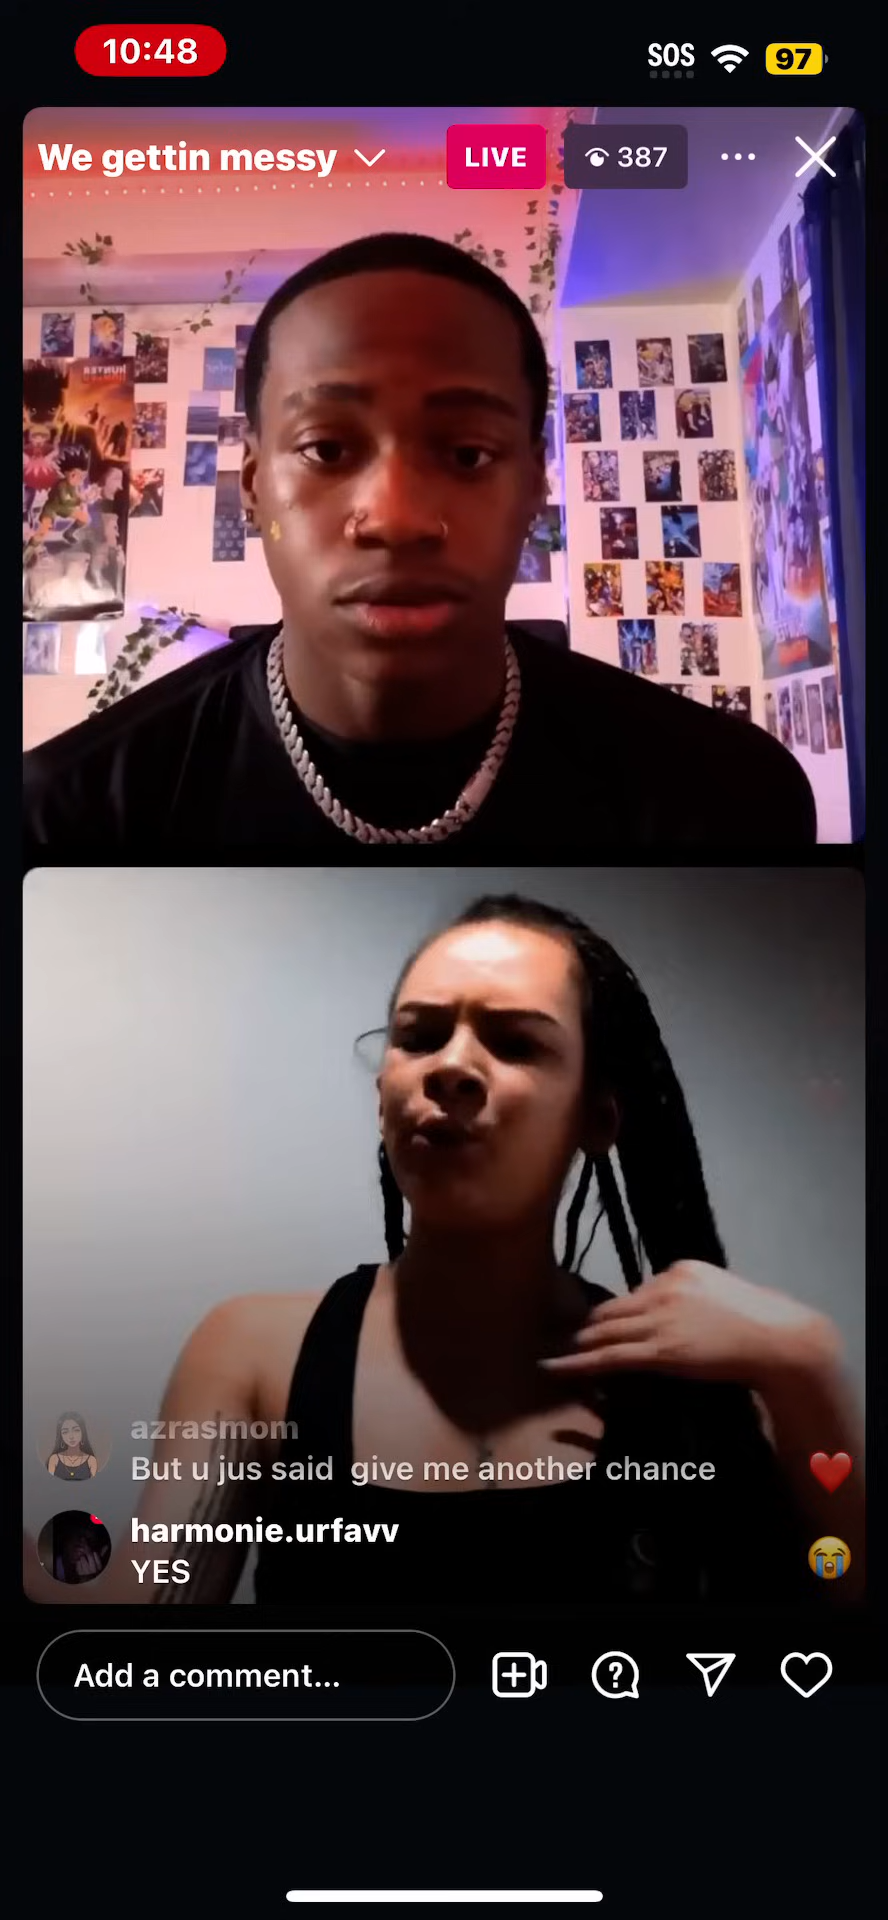 10:48
SOS
97
We gettin messy
LIVE
387
azrasmom
But u jus said give me another chance
harmonie.urfavv
YES
Add a comment...